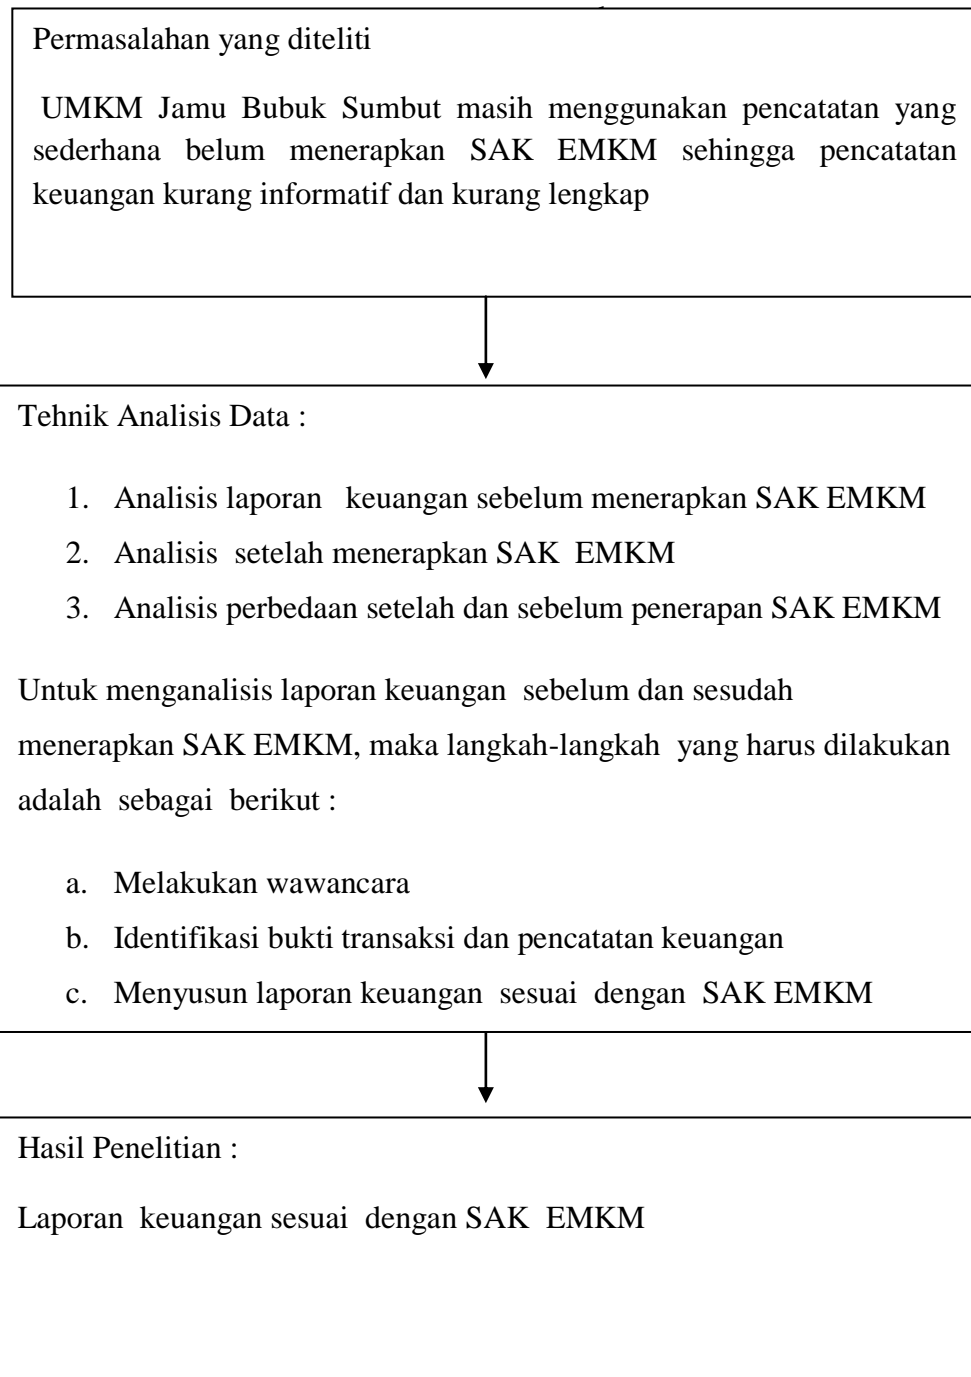 Permasalahan yang diteliti
UMKM Jamu Bubuk Sumbut masih menggunakan pencatatan yang
sederhana belum menerapkan SAK EMKM sehingga pencatatan
keuangan kurang informatif dan kurang lengkap
Tehnik Analisis Data :
1. Analisis laporan keuangan sebelum menerapkan SAK EMKM
2. Analisis setelah menerapkan SAK EMKM
3. Analisis perbedaan setelah dan sebelum penerapan SAK EMKM
Untuk menganalisis laporan keuangan sebelum dan sesudah
menerapkan SAK EMKM, maka langkah-langkah yang harus dilakukan
adalah sebagai berikut :
a. Melakukan wawancara
b. Identifikasi bukti transaksi dan pencatatan keuangan
c. Menyusun laporan keuangan sesuai dengan SAK EMKM
Hasil Penelitian :
Laporan keuangan sesuai dengan SAK EMKM